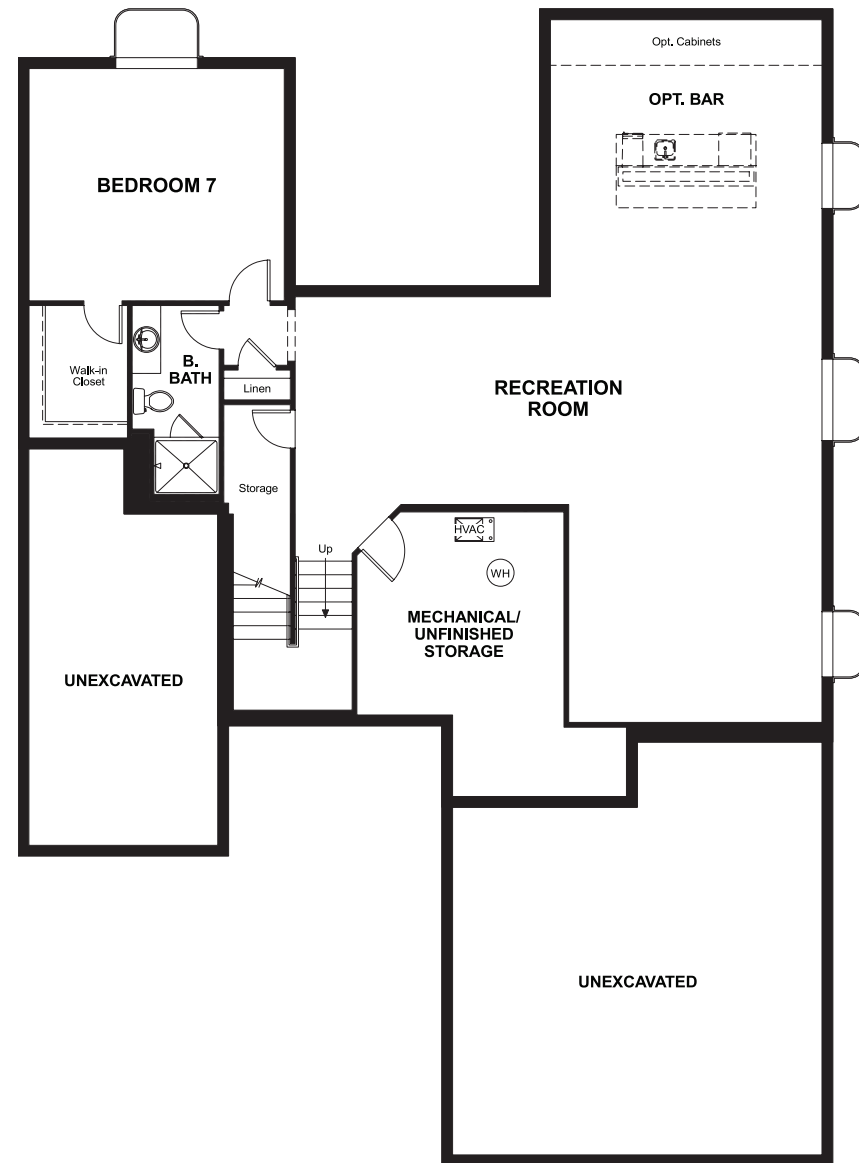 Opt. Cabinets
OPT. BAR
BEDROOM 7
Walk-in
Closet
B.
BATH
Linen
RECREATION
ROOM
Storage
Up
HVAC
WH
MECHANICAL/
UNFINISHED
STORAGE
UNEXCAVATED
UNEXCAVATED